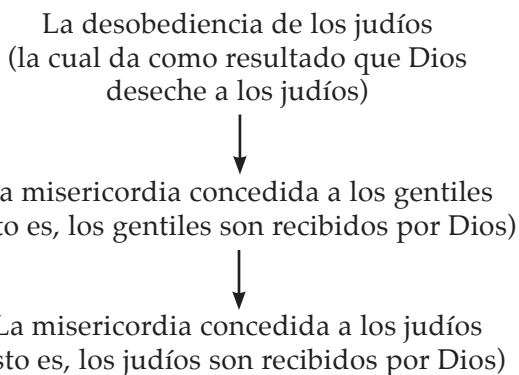 La desobediencia de los judíos
(la cual da como resultado que Dios
deseche a los judíos)
a misericordia concedida a los gentiles
to es, los gentiles son recibidos por Dios)
La misericordia concedida a los judíos
sto es, los judíos son recibidos por Dios)